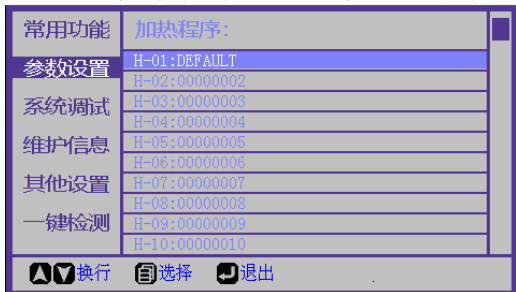 常用功能
参数设置
系统调试
维护信息
其他设置
一键检测
加热程序:
H-01:DEFAULT
H-02:00000002
H-03:00000003
H-04:00000004
H-05:00000005
H-06:00000006
H-07:00000007
H-08:00000008
H-09:00000009
H-10:00000010
换行 选择 退出